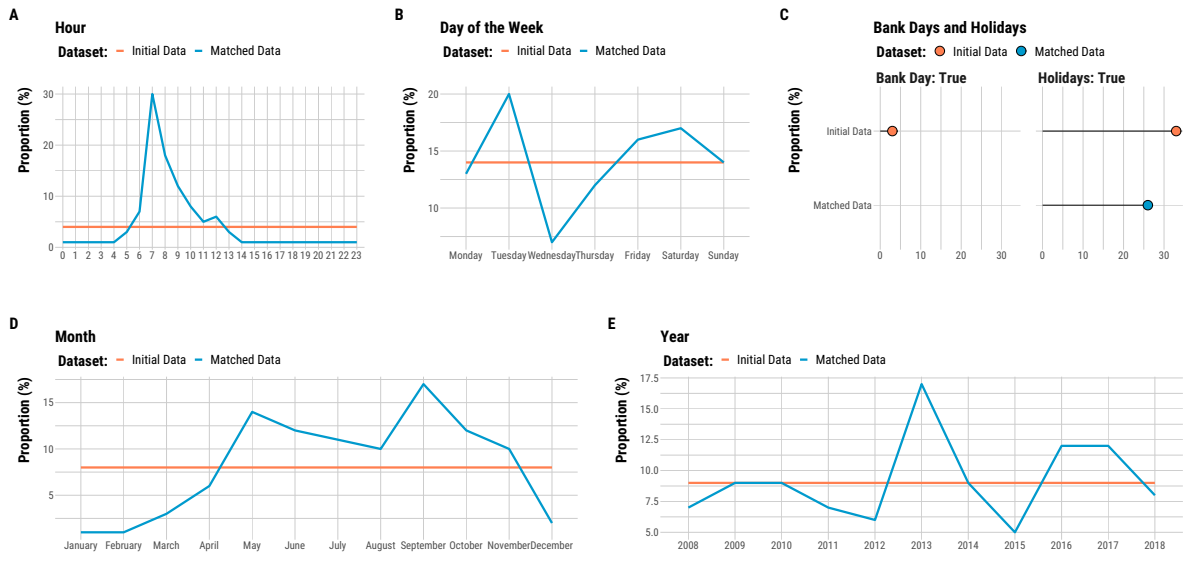 A
Hour
Dataset: Initial Data Matched Data
Proportion (%)
30
20
10
0
0 1 2 3 4 5 6 7 8 9 10 11 12 13 14 15 16 17 18 19 20 21 22 23
B
Day of the Week
Dataset: Initial Data Matched Data
Proportion (%)
20
15
10
Monday Tuesday Wednesday Thursday Friday Saturday Sunday
C
Bank Days and Holidays
Dataset: Initial Data Matched Data
Bank Day: True Holidays: True
Proportion (%)
Initial Data
Matched Data
0 10 20 30 0 10 20 30
D
Month
Dataset: Initial Data Matched Data
Proportion (%)
15
10
5
January February March April May June July August September October November December
E
Year
Dataset: Initial Data Matched Data
Proportion (%)
17.5
15.0
12.5
10.0
7.5
5.0
2008 2009 2010 2011 2012 2013 2014 2015 2016 2017 2018